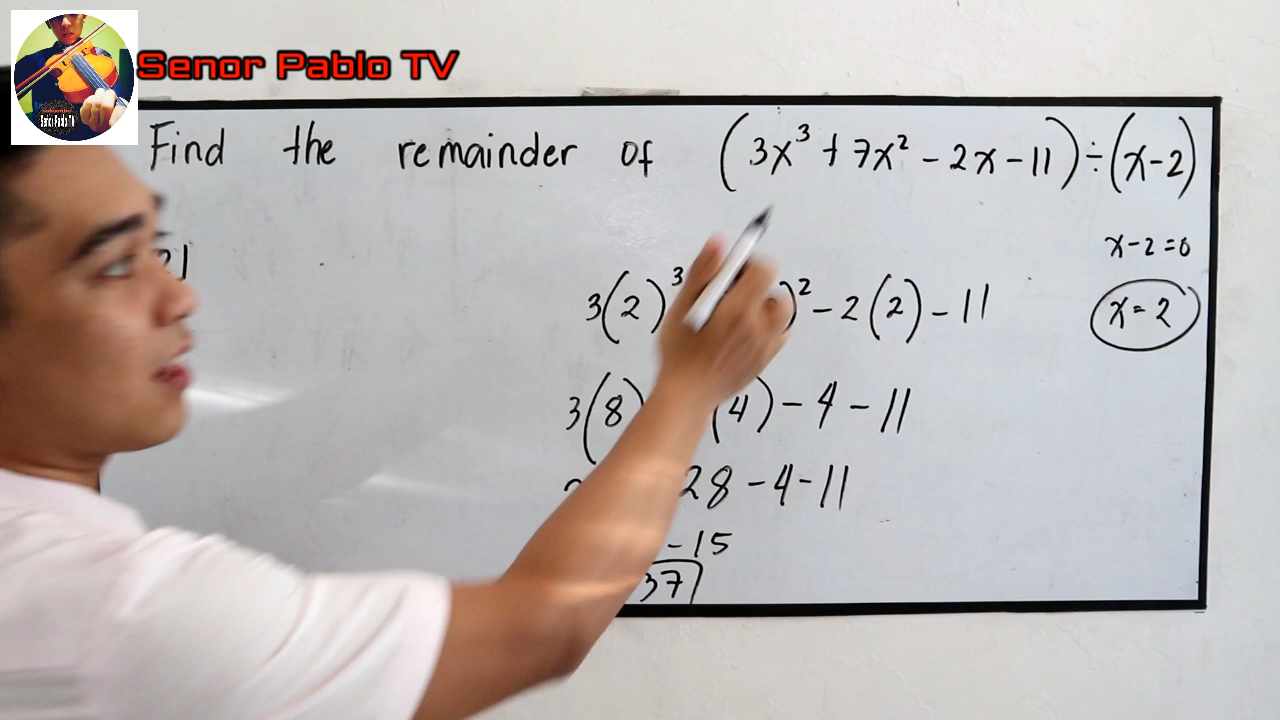 Senor Pablo TV
Find the remainder of (3x³ + 7x² - 2x - 11) ÷ (x-2)
x-2=0
3(2)³ )² - 2(2) - 11
x=2
3(8) (4) - 4 - 11
28 - 4 - 11
- 15
37